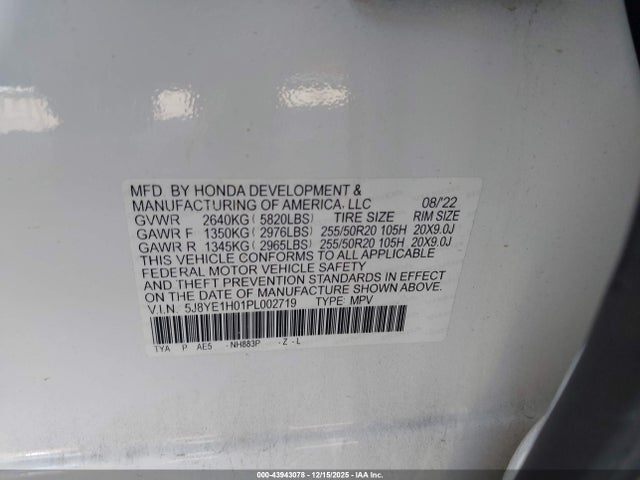 MFD BY HONDA DEVELOPMENT &
MANUFACTURING OF AMERICA, LLC 08/'22
GVWR 2640KG ( 5820LBS) TIRE SIZE RIM SIZE
GAWR F 1350KG ( 2976LBS) 255/50R20 105H 20X9.0J
GAWR R 1345KG ( 2965LBS) 255/50R20 105H 20X9.0J
THIS VEHICLE CONFORMS TO ALL APPLICABLE
FEDERAL MOTOR VEHICLE SAFETY
AND THEFT PREVENTION STANDARDS IN EFFECT
ON THE DATE OF MANUFACTURE SHOWN ABOVE.
V.I.N. 5J8YE1H01PL002719 TYPE: MPV
TYA P AE5 - NH883P - Z - L
000-43943078 - 12/15/2025 - IAA, Inc.